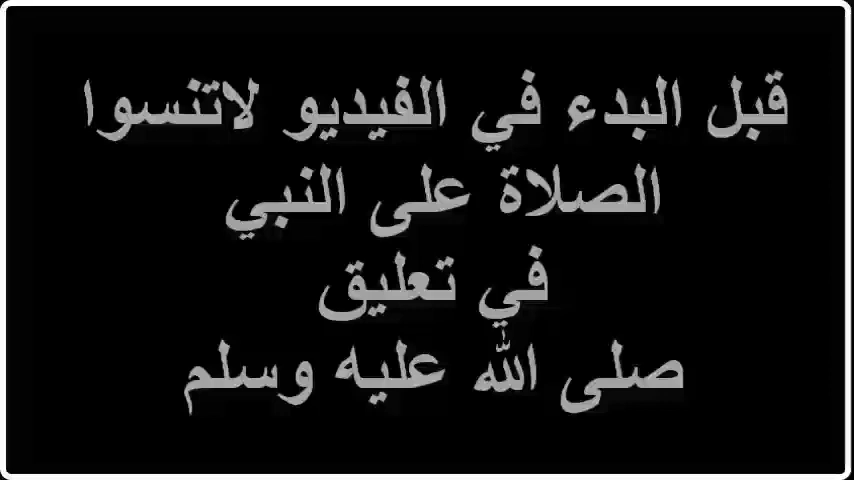 قبل البدء في الفيديو لاتنسوا
الصلاة على النبي
في تعليق
صلى الله عليه وسلم